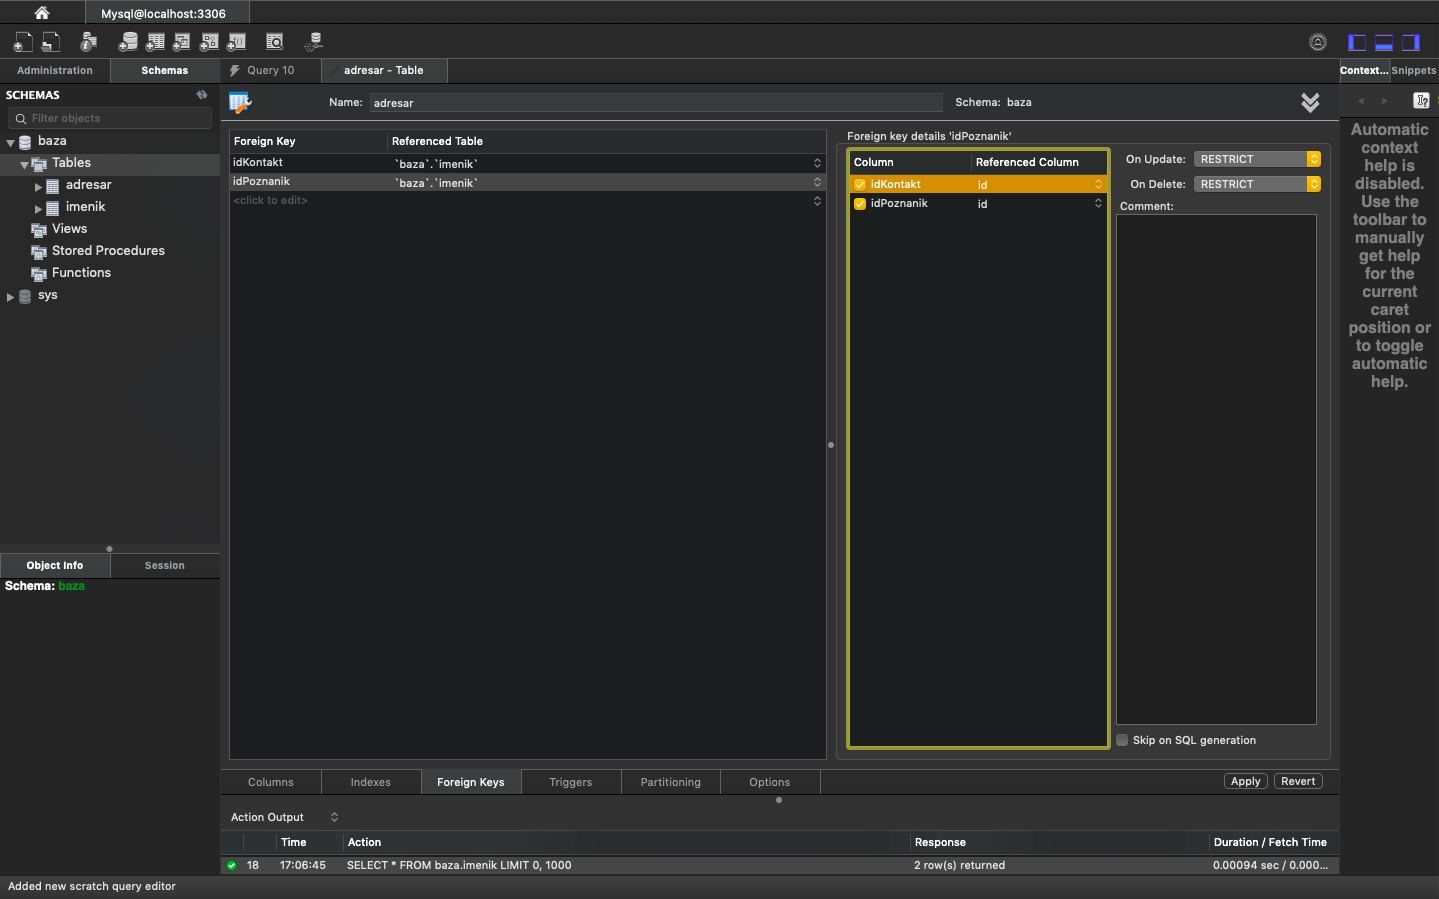 Mysql@localhost:3306
Administration
Schemas
Query 10
adresar - Table
Context...
Snippets
SCHEMAS
Filter objects
baza
Tables
adresar
imenik
Views
Stored Procedures
Functions
sys
Object Info
Session
Schema: baza
Name:
adresar
Schema: baza
Foreign Key
Referenced Table
idKontakt
`baza`.`imenik`
idPoznanik
`baza`.`imenik`
<click to edit>
Foreign key details 'idPoznanik'
Column
Referenced Column
idKontakt
id
idPoznanik
id
On Update:
RESTRICT
On Delete:
RESTRICT
Comment:
Skip on SQL generation
Automatic
context
help is
disabled.
Use the
toolbar to
manually
get help
for the
current
caret
position or
to toggle
automatic
help.
Columns
Indexes
Foreign Keys
Triggers
Partitioning
Options
Apply
Revert
Action Output
Time
Action
Response
Duration / Fetch Time
18
17:06:45
SELECT * FROM baza.imenik LIMIT 0, 1000
2 row(s) returned
0.00094 sec / 0.000...
Added new scratch query editor